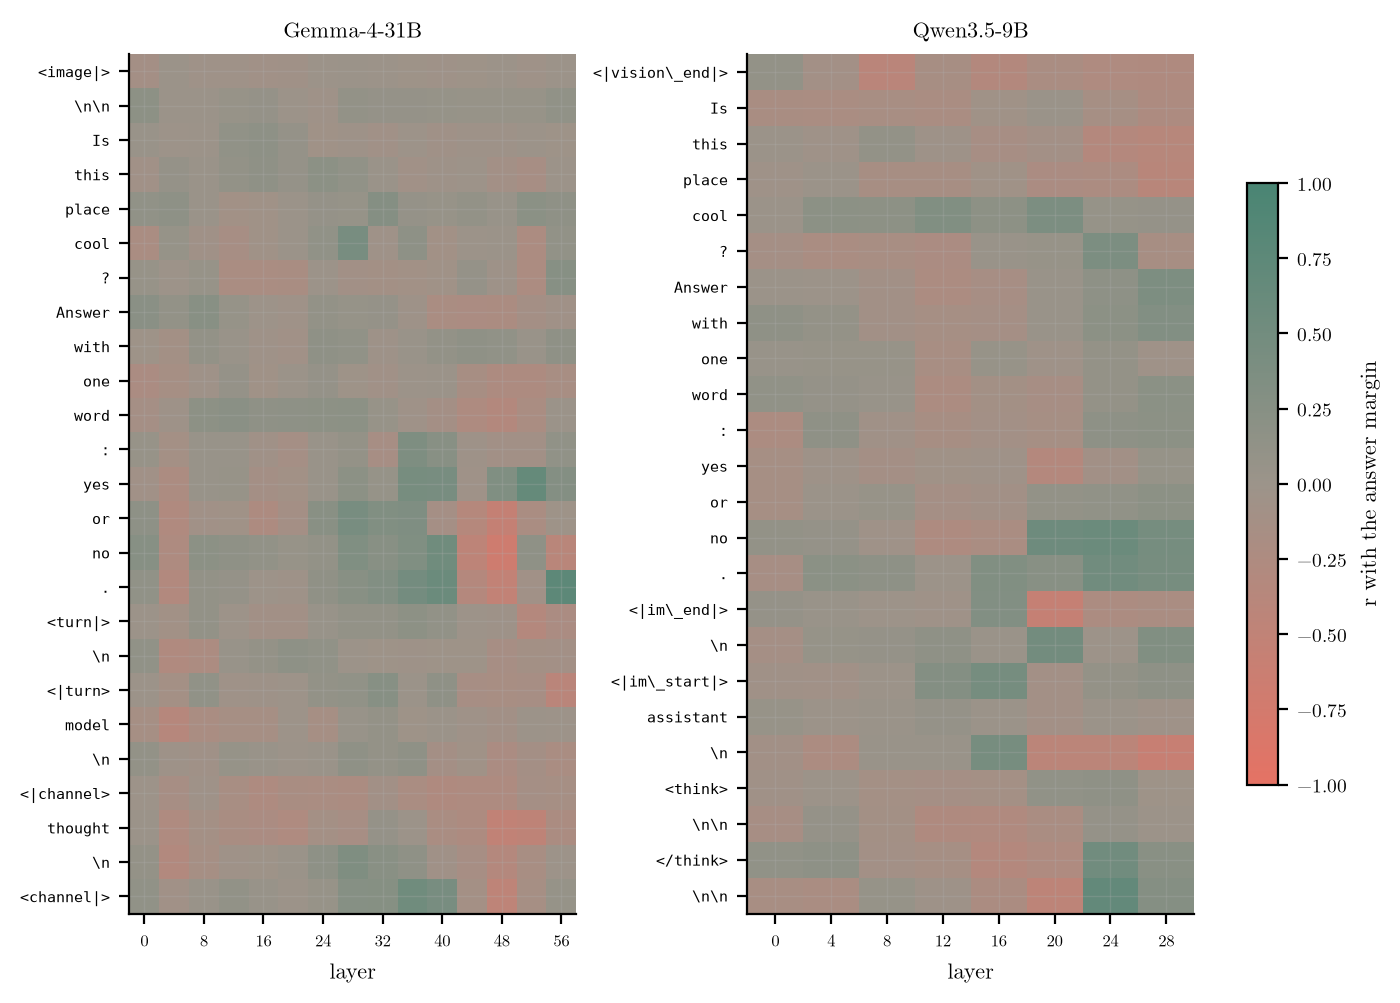 Gemma-4-31B
<image|>
\n\n
Is
this
place
cool
?
Answer
with
one
word
:
yes
or
no
.
<turn|>
\n
<|turn>
model
\n
<|channel>
thought
\n
<channel|>
0 8 16 24 32 40 48 56
layer
Qwen3.5-9B
<|vision\_end|>
Is
this
place
cool
?
Answer
with
one
word
:
yes
or
no
.
<|im\_end|>
\n
<|im\_start|>
assistant
\n
<think>
\n\n
</think>
\n\n
0 4 8 12 16 20 24 28
layer
1.00
0.75
0.50
0.25
0.00
−0.25
−0.50
−0.75
−1.00
r with the answer margin